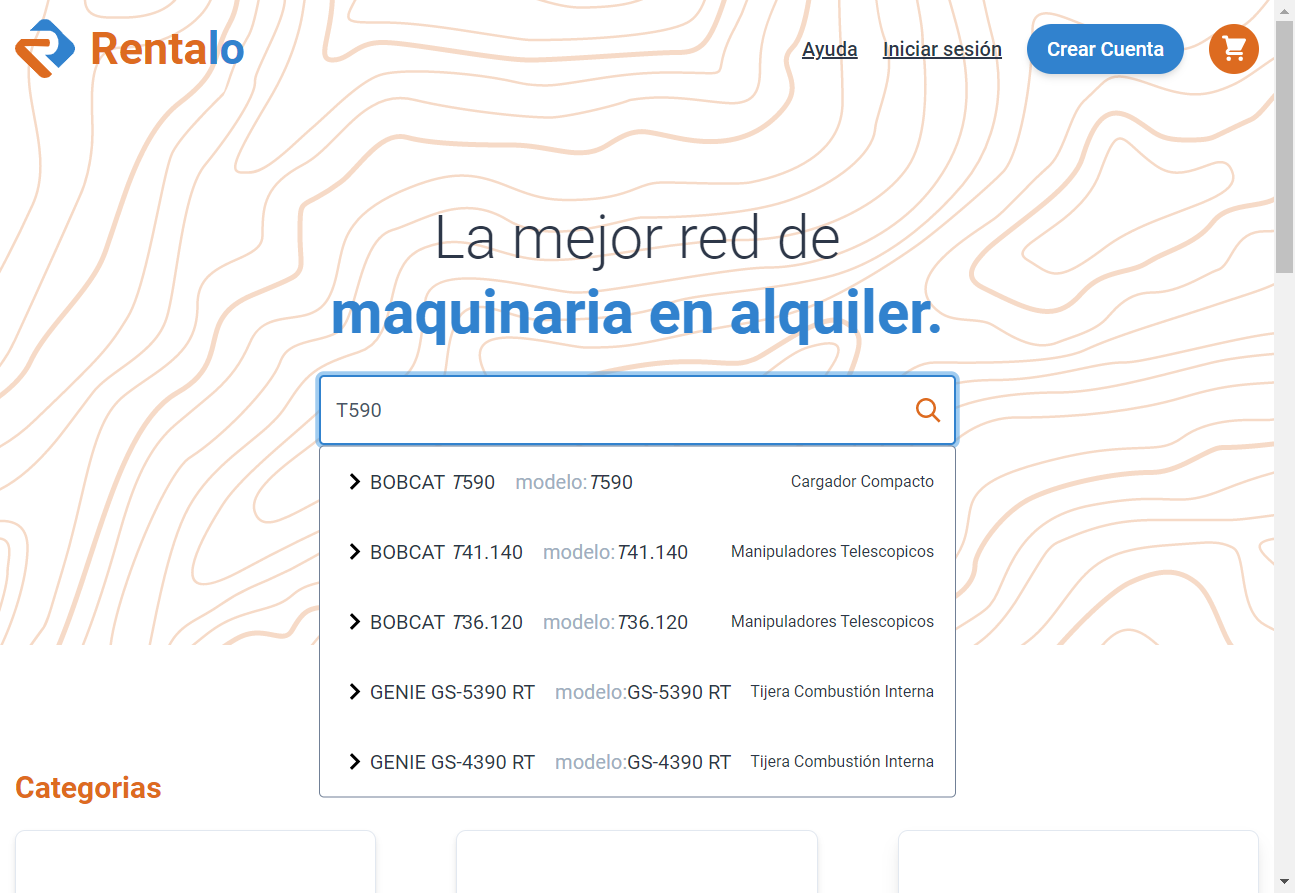 Rentalo
Ayuda Iniciar sesión Crear Cuenta
La mejor red de
maquinaria en alquiler.
T590
BOBCAT T590 modelo:T590 Cargador Compacto
BOBCAT T41.140 modelo:T41.140 Manipuladores Telescopicos
BOBCAT T36.120 modelo:T36.120 Manipuladores Telescopicos
GENIE GS-5390 RT modelo:GS-5390 RT Tijera Combustión Interna
GENIE GS-4390 RT modelo:GS-4390 RT Tijera Combustión Interna
Categorias